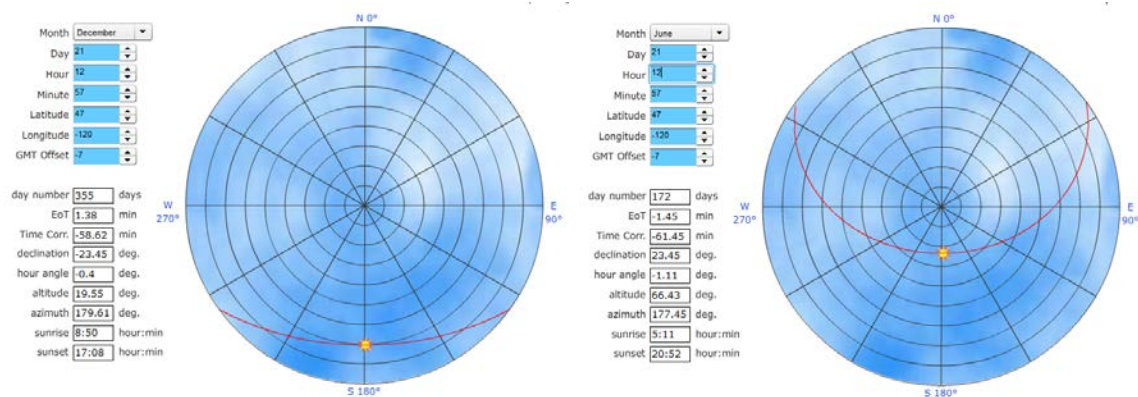 Month December
Day 21
Hour 12
Minute 57
Latitude 47
Longitude -120
GMT Offset -7
day number 355 days
EoT 1.38 min
Time Corr. -58.62 min
declination -23.45 deg.
hour angle -0.4 deg.
altitude 19.55 deg.
azimuth 179.61 deg.
sunrise 8:50 hour:min
sunset 17:08 hour:min
N 0°
W
270°
E
90°
S 180°
Month June
Day 21
Hour 12
Minute 57
Latitude 47
Longitude -120
GMT Offset -7
day number 172 days
EoT -1.45 min
Time Corr. -61.45 min
declination 23.45 deg.
hour angle -1.11 deg.
altitude 66.43 deg.
azimuth 177.45 deg.
sunrise 5:11 hour:min
sunset 20:52 hour:min
N 0°
W
270°
E
90°
S 180°